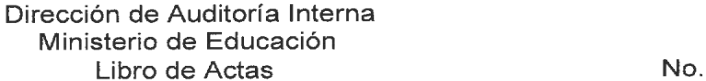 Dirección de Auditoría Interna
Ministerio de Educación
Libro de Actas No.